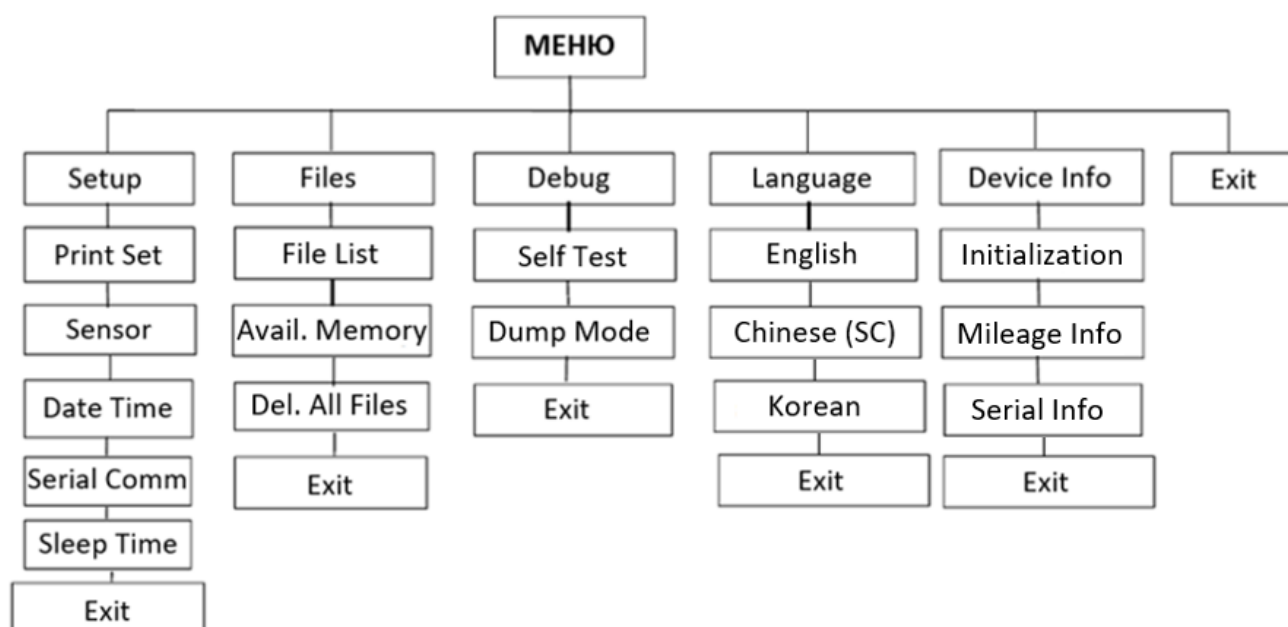 МЕНЮ
Setup
Files
Debug
Language
Device Info
Exit
Print Set
File List
Self Test
English
Initialization
Sensor
Avail. Memory
Dump Mode
Chinese (SC)
Mileage Info
Date Time
Del. All Files
Exit
Korean
Serial Info
Serial Comm
Exit
Exit
Exit
Sleep Time
Exit